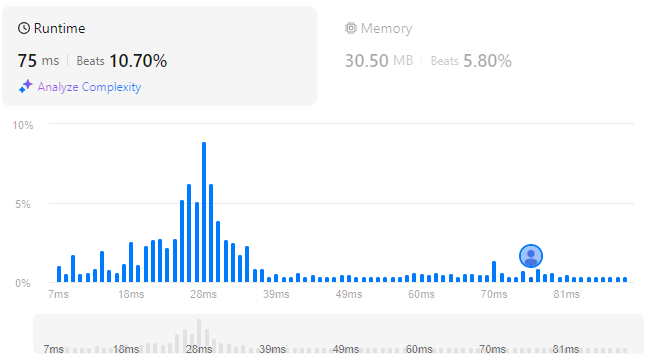 Runtime
75 ms | Beats 10.70%
Analyze Complexity
Memory
30.50 MB | Beats 5.80%
10%
5%
0%
7ms 18ms 28ms 39ms 49ms 60ms 70ms 81ms
7ms 18ms 28ms 39ms 49ms 60ms 70ms 81ms